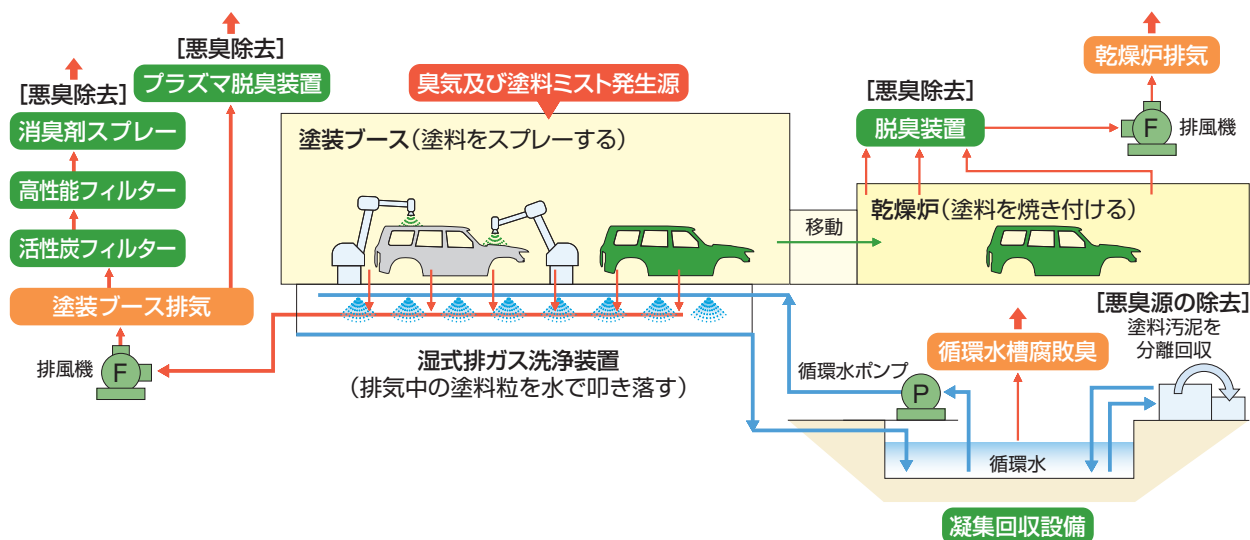 [悪臭除去]
プラズマ脱臭装置
[悪臭除去]
消臭剤スプレー
高性能フィルター
活性炭フィルター
塗装ブース排気
排風機
F
臭気及び塗料ミスト発生源
塗装ブース(塗料をスプレーする)
湿式排ガス洗浄装置
(排気中の塗料粒を水で叩き落す)
移動
[悪臭除去]
脱臭装置
乾燥炉排気
F
排風機
乾燥炉(塗料を焼き付ける)
[悪臭源の除去]
塗料汚泥を
分離回収
循環水槽腐敗臭
循環水ポンプ
P
循環水
凝集回収設備